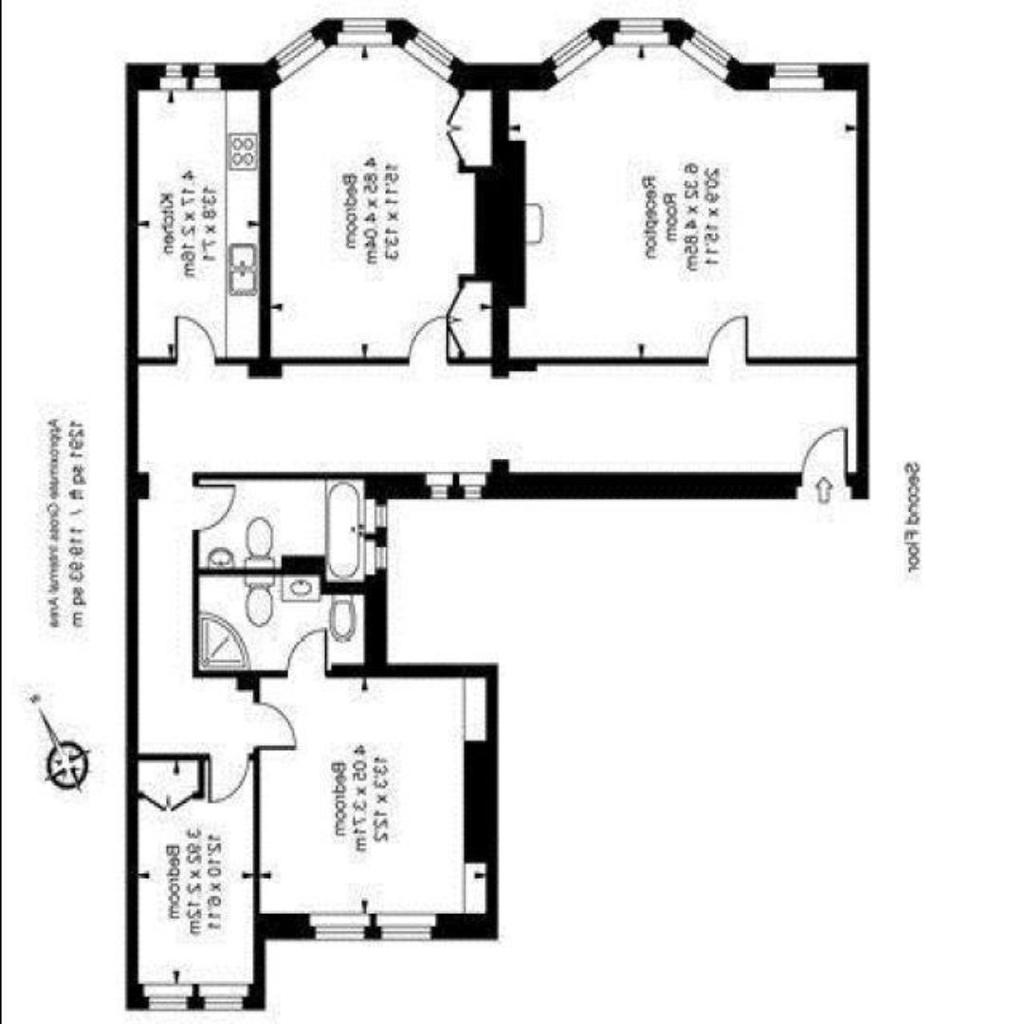 Kitchen
4.17 x 2.16m
13'8 x 7'1
Bedroom
4.85 x 4.04m
15'11 x 13'3
Reception
Room
6.32 x 4.85m
20'9 x 15'11
Approximate Gross Internal Area
1291 sq ft / 119.93 sq m
Second Floor
Bedroom
4.05 x 3.71m
13'3 x 12'2
Bedroom
3.92 x 2.12m
12'10 x 6'11